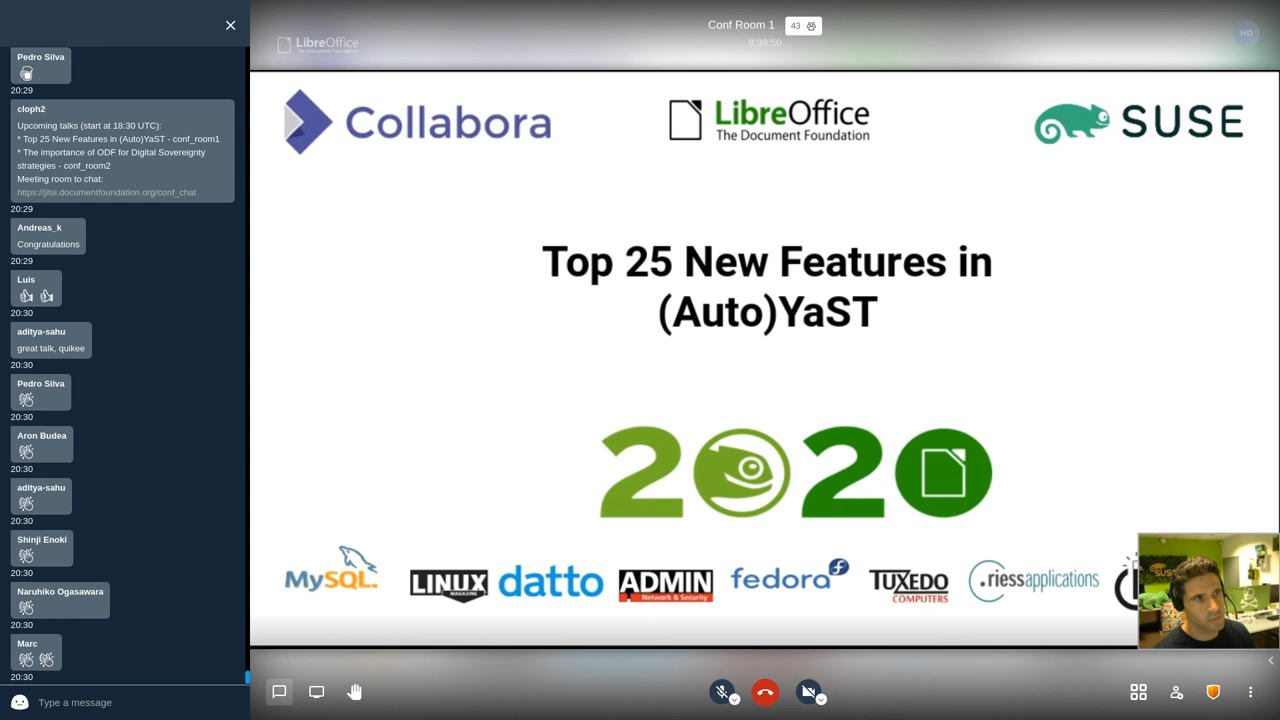 Pedro Silva
20:29
cloph2
Upcoming talks (start at 18:30 UTC):
* Top 25 New Features in (Auto)YaST - conf_room1
* The importance of ODF for Digital Sovereignty
strategies - conf_room2
Meeting room to chat:
https://jitsi.documentfoundation.org/conf_chat
20:29
Andreas_k
Congratulations
20:29
Luis
20:30
aditya-sahu
great talk, quikee
20:30
Pedro Silva
20:30
Aron Budea
20:30
aditya-sahu
20:30
Shinji Enoki
20:30
Naruhiko Ogasawara
20:30
Marc
20:30
Type a message
Conf Room 1
43
9:39:50
HD
LibreOffice
The Document Foundation
Collabora
LibreOffice
The Document Foundation
SUSE
Top 25 New Features in
(Auto)YaST
2020
MySQL
LINUX
MAGAZINE
datto
ADMIN
Network & Security
fedora
TUXEDO
COMPUTERS
.riessapplications